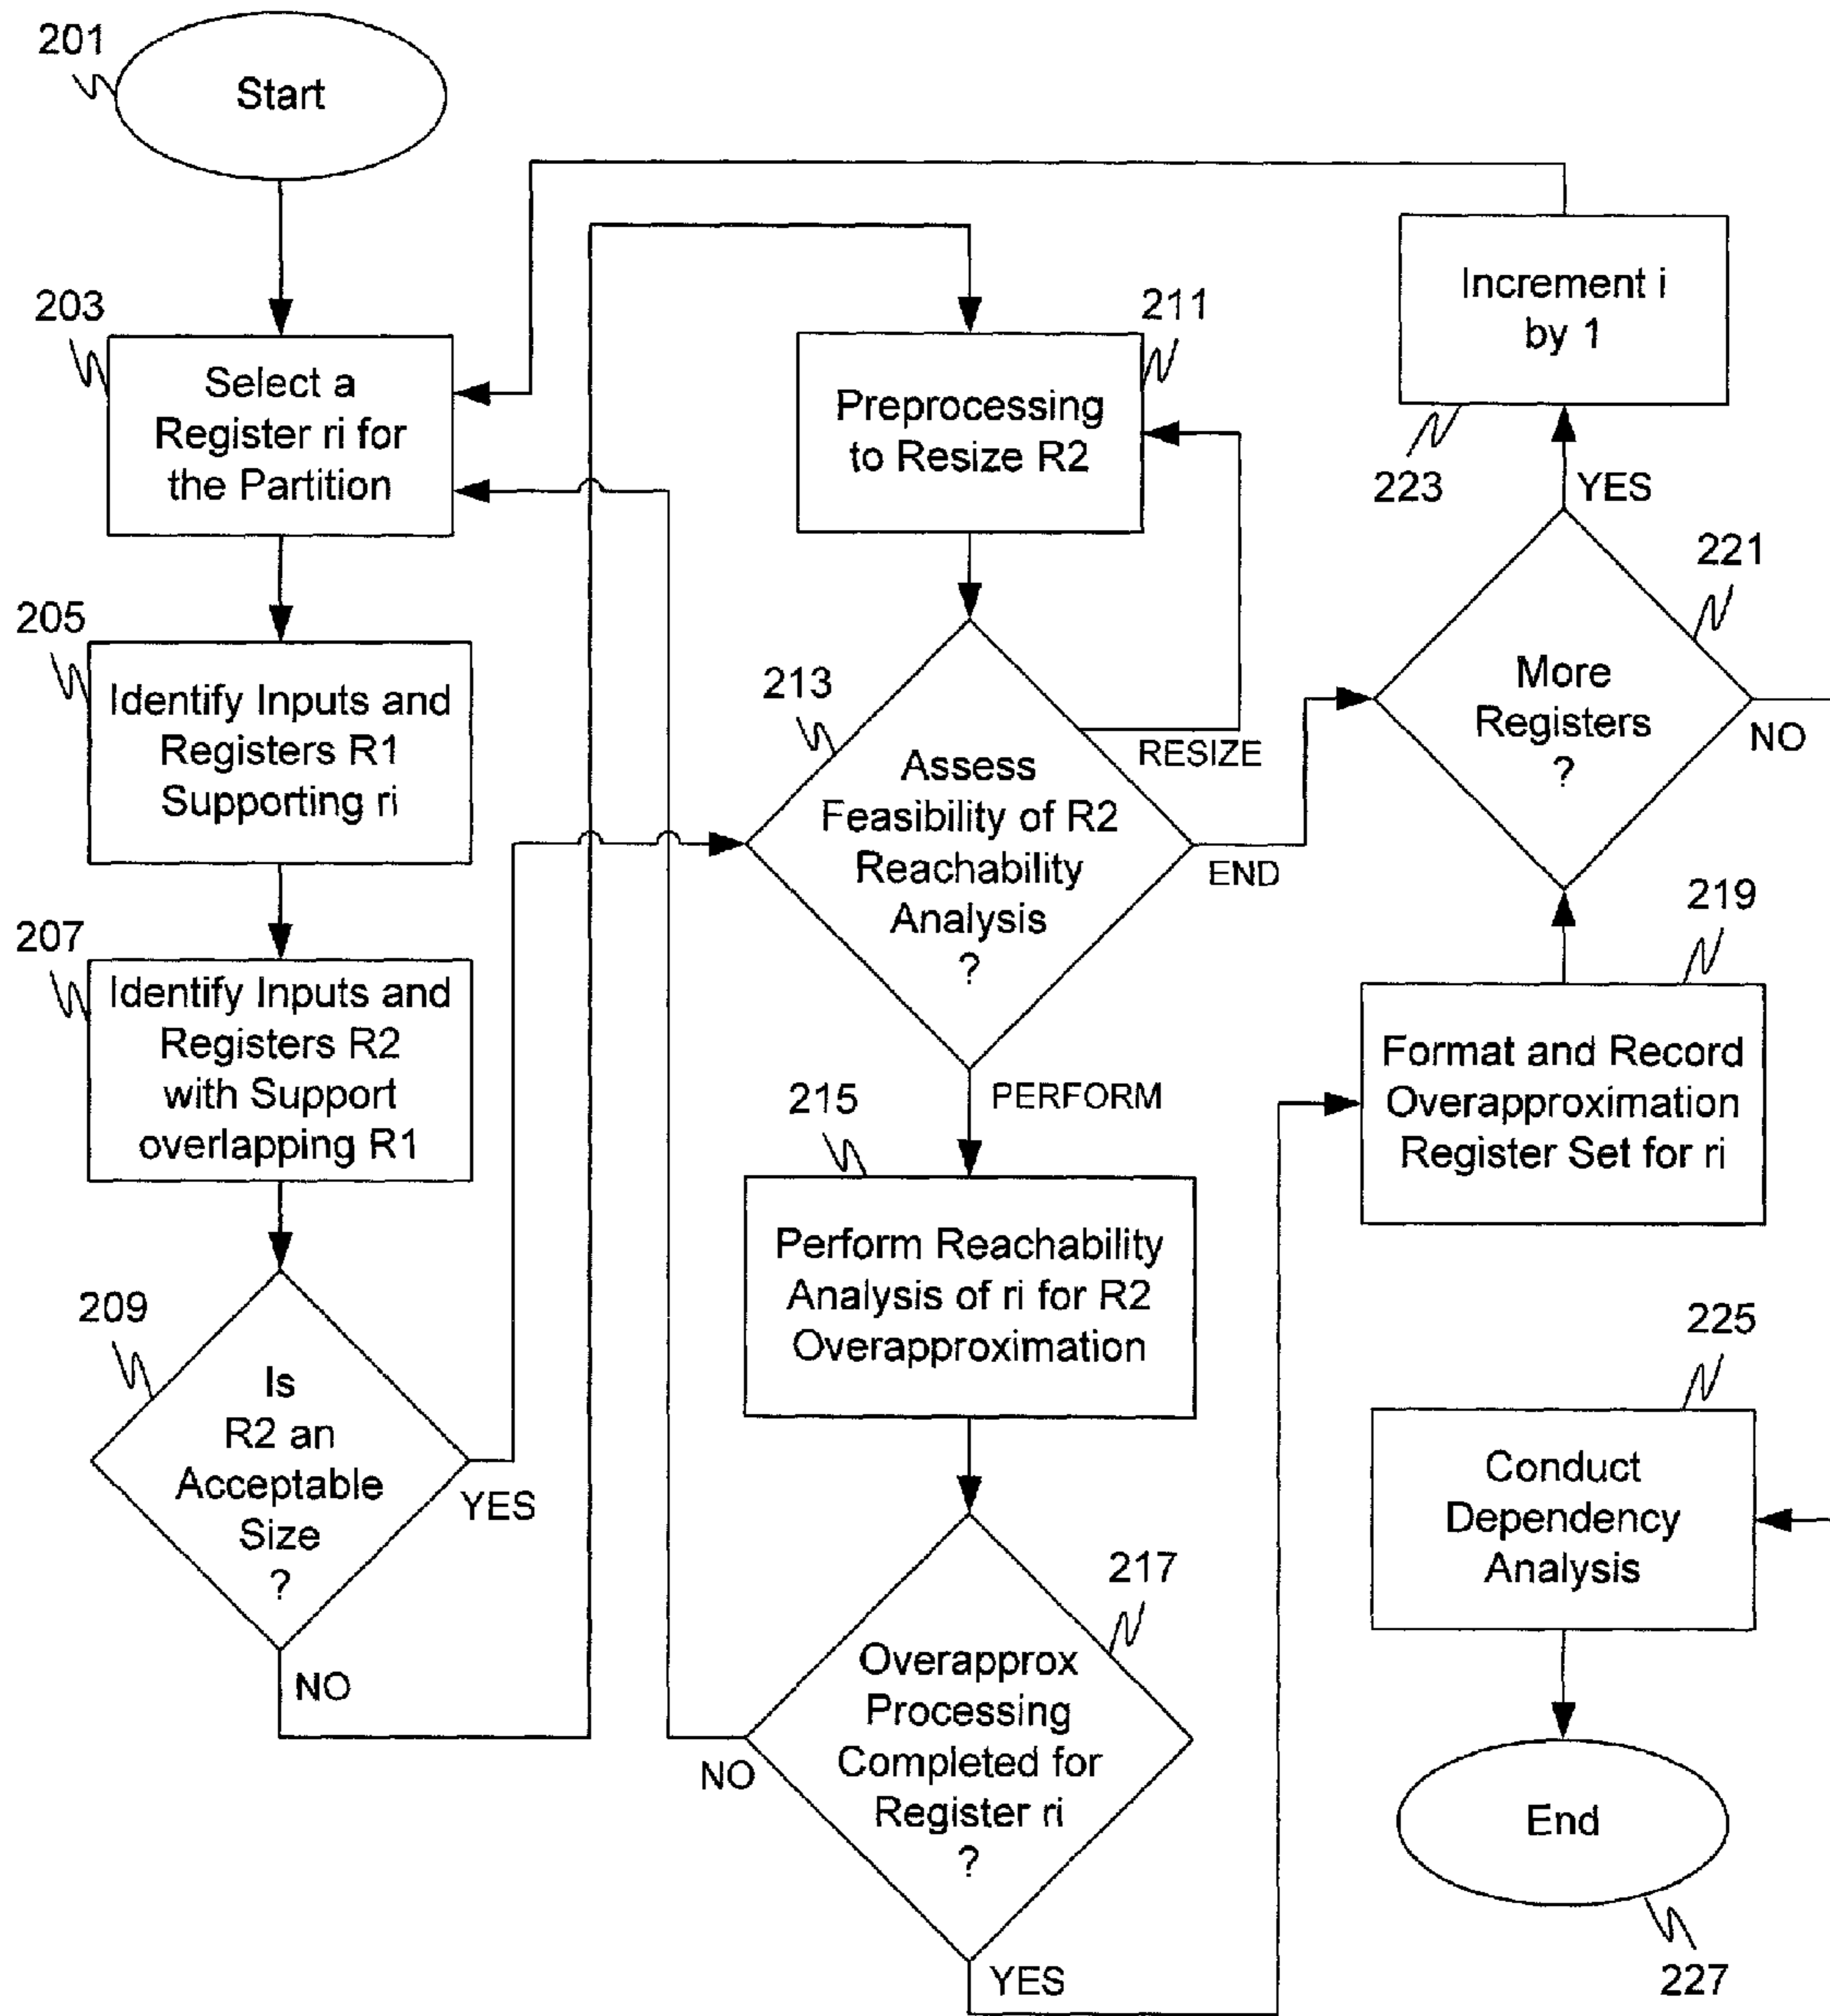 201
Start
203
Select a
Register ri for
the Partition
205
Identify Inputs and
Registers R1
Supporting ri
207
Identify Inputs and
Registers R2
with Support
overlapping R1
209
Is
R2 an
Acceptable
Size
?
YES
NO
211
Preprocessing
to Resize R2
213
Assess
Feasibility of R2
Reachability
Analysis
?
RESIZE
END
PERFORM
215
Perform Reachability
Analysis of ri for R2
Overapproximation
217
Overapprox
Processing
Completed for
Register ri
?
NO
YES
219
Format and Record
Overapproximation
Register Set for ri
221
More
Registers
?
YES
NO
223
Increment i
by 1
225
Conduct
Dependency
Analysis
End
227